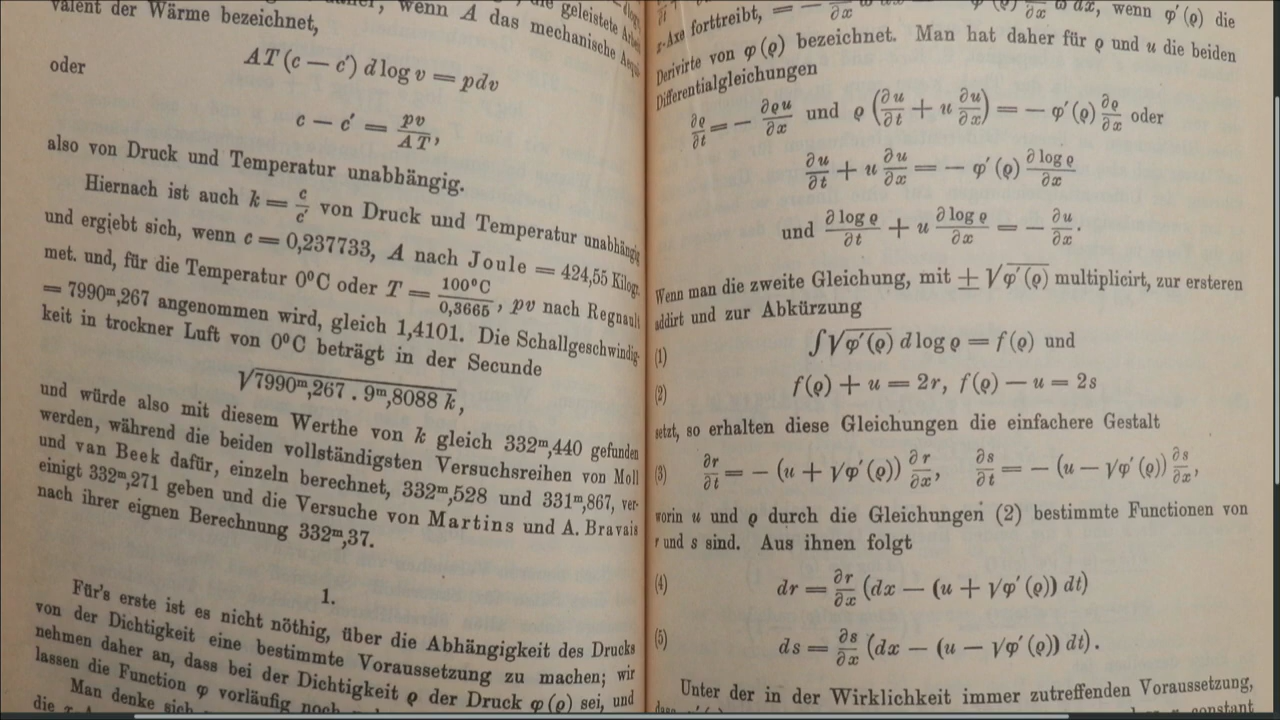 valent der Wärme bezeichnet, wenn A das mechanische
die geleistete
AT (c — c′) d log v = pdv
oder
c — c′ = pv/AT,
also von Druck und Temperatur unabhängig.
Hiernach ist auch k = c/c′ von Druck und Temperatur unabhängig
und ergiebt sich, wenn c = 0,237733, A nach Joule = 424,55 Kilogr.
met. und, für die Temperatur 0°C oder T = 100°C/0,3665, pv nach Regnault
= 7990ᵐ,267 angenommen wird, gleich 1,4101. Die Schallgeschwindig-
keit in trockner Luft von 0°C beträgt in der Secunde
√7990ᵐ,267 . 9ᵐ,8088 k,
und würde also mit diesem Werthe von k gleich 332ᵐ,440 gefunden
werden, während die beiden vollständigsten Versuchsreihen von Moll
und van Beek dafür, einzeln berechnet, 332ᵐ,528 und 331ᵐ,867, ver-
einigt 332ᵐ,271 geben und die Versuche von Martins und A. Bravais
nach ihrer eignen Berechnung 332ᵐ,37.
1.
Für's erste ist es nicht nöthig, über die Abhängigkeit des Drucks
von der Dichtigkeit eine bestimmte Voraussetzung zu machen; wir
nehmen daher an, dass bei der Dichtigkeit ϱ der Druck φ(ϱ) sei, und
lassen die Function φ vorläufig noch
Man denke sich
die x
x-Axe forttreibt, = — wenn φ′(ϱ) die
Derivirte von φ(ϱ) bezeichnet. Man hat daher für ϱ und u die beiden
Differentialgleichungen
∂ϱ/∂t = — ∂ϱu/∂x und ϱ (∂u/∂t + u ∂u/∂x) = — φ′(ϱ) ∂ϱ/∂x oder
∂u/∂t + u ∂u/∂x = — φ′(ϱ) ∂ log ϱ/∂x
und ∂ log ϱ/∂t + u ∂ log ϱ/∂x = — ∂u/∂x.
Wenn man die zweite Gleichung, mit ± √φ′(ϱ) multiplicirt, zur ersteren
addirt und zur Abkürzung
(1) ∫√φ′(ϱ) d log ϱ = f(ϱ) und
(2) f(ϱ) + u = 2r, f(ϱ) — u = 2s
setzt, so erhalten diese Gleichungen die einfachere Gestalt
(3) ∂r/∂t = — (u + √φ′(ϱ)) ∂r/∂x, ∂s/∂t = — (u — √φ′(ϱ)) ∂s/∂x,
worin u und ϱ durch die Gleichungen (2) bestimmte Functionen von
r und s sind. Aus ihnen folgt
(4) dr = ∂r/∂x (dx — (u + √φ′(ϱ)) dt)
(5) ds = ∂s/∂x (dx — (u — √φ′(ϱ)) dt).
Unter der in der Wirklichkeit immer zutreffenden Voraussetzung,
constant